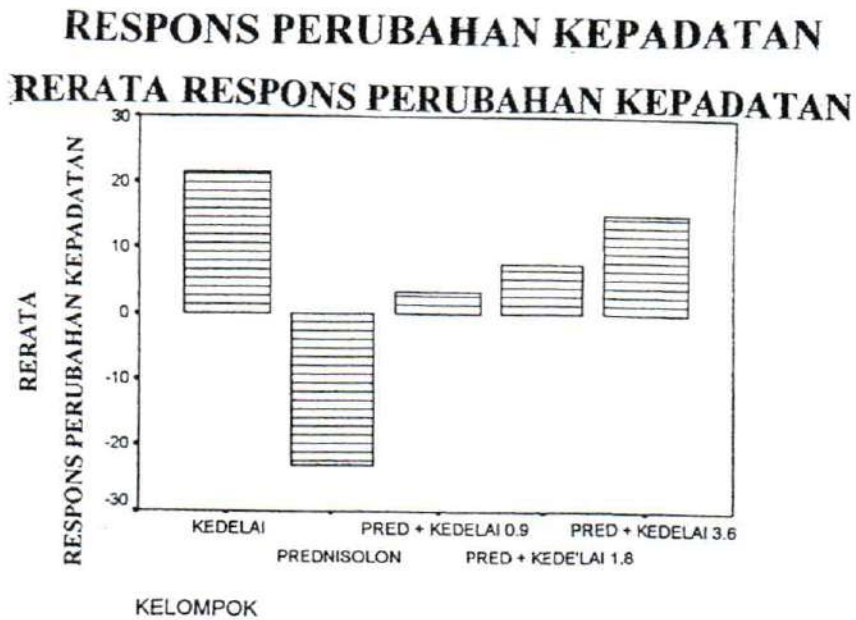 RESPONS PERUBAHAN KEPADATAN
RERATA RESPONS PERUBAHAN KEPADATAN
RERATA
RESPONS PERUBAHAN KEPADATAN
30
20
10
0
-10
-20
-30
KEDELAI
PRED + KEDELAI 0.9
PRED + KEDELAI 3.6
PREDNISOLON
PRED + KEDE'LAI 1.8
KELOMPOK